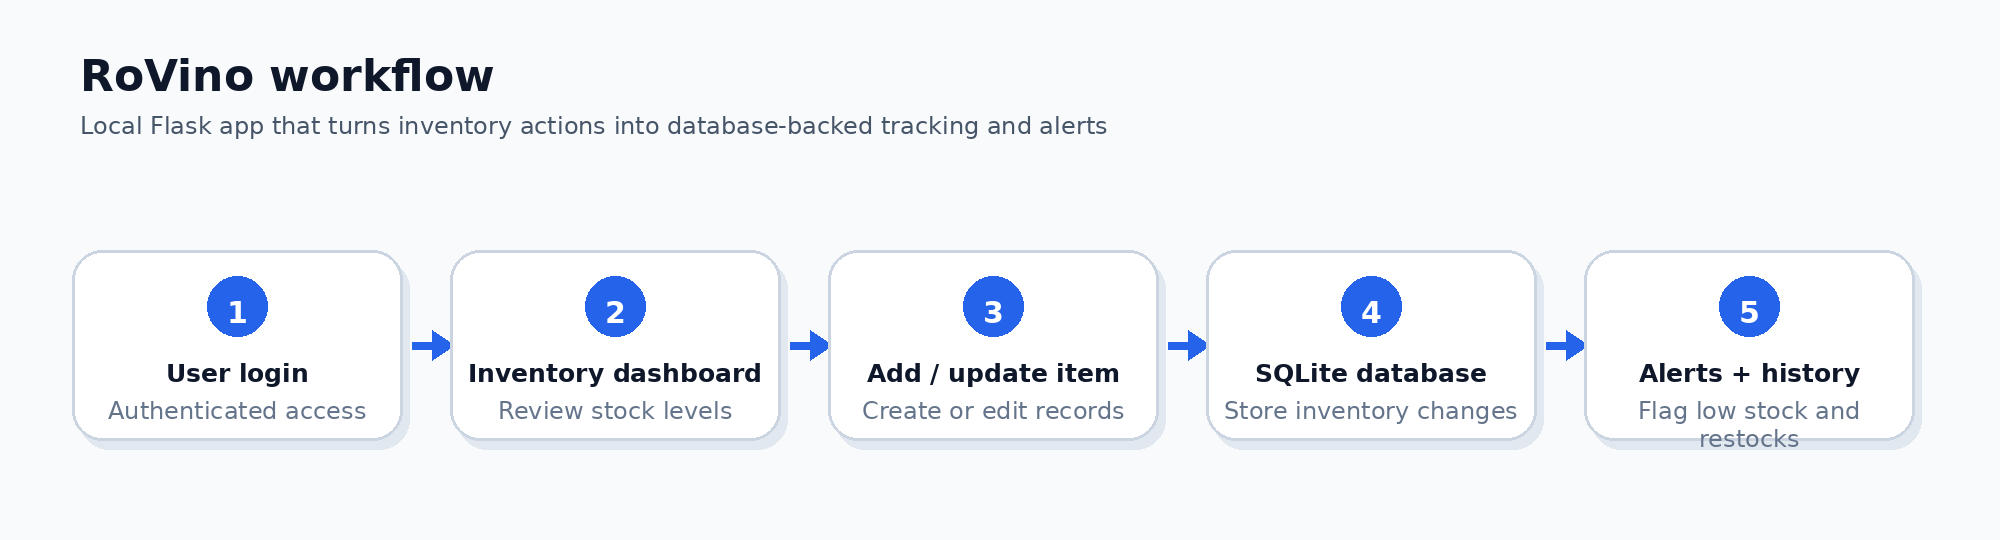 RoVino workflow
Local Flask app that turns inventory actions into database-backed tracking and alerts
1
User login
Authenticated access
2
Inventory dashboard
Review stock levels
3
Add / update item
Create or edit records
4
SQLite database
Store inventory changes
5
Alerts + history
Flag low stock and
restocks